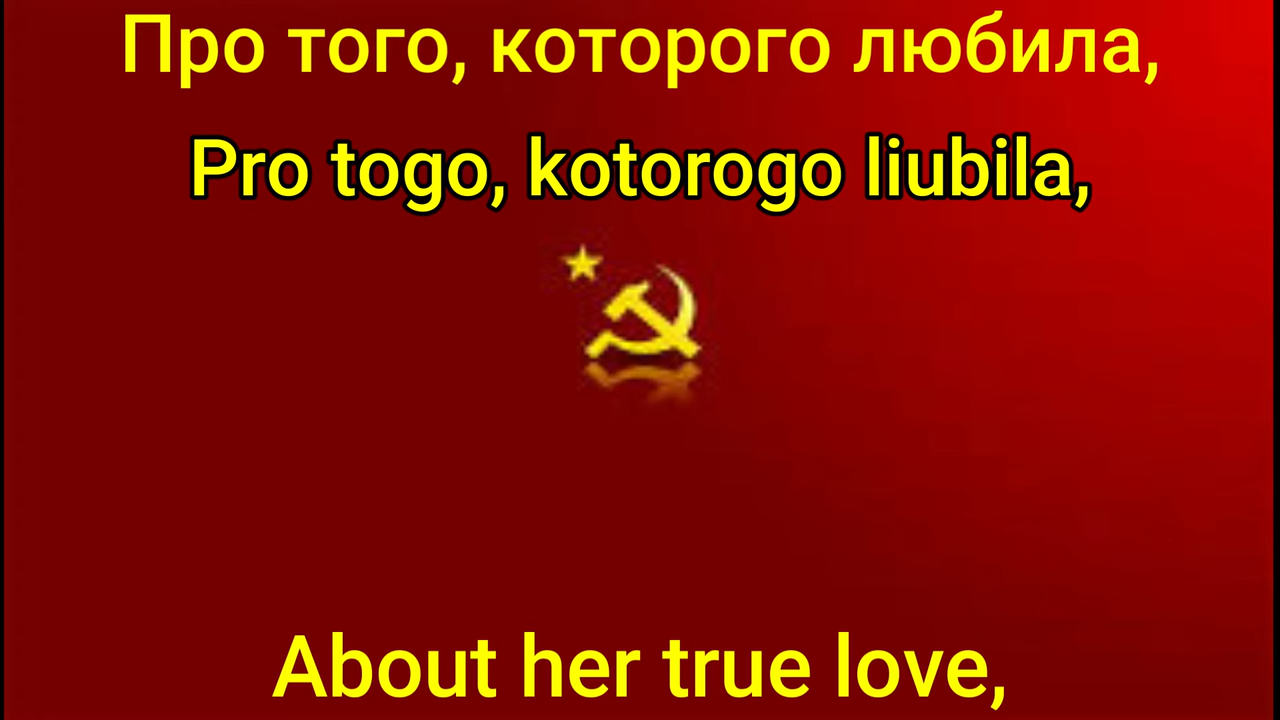 Про того, которого любила,
Pro togo, kotorogo liubila,
About her true love,